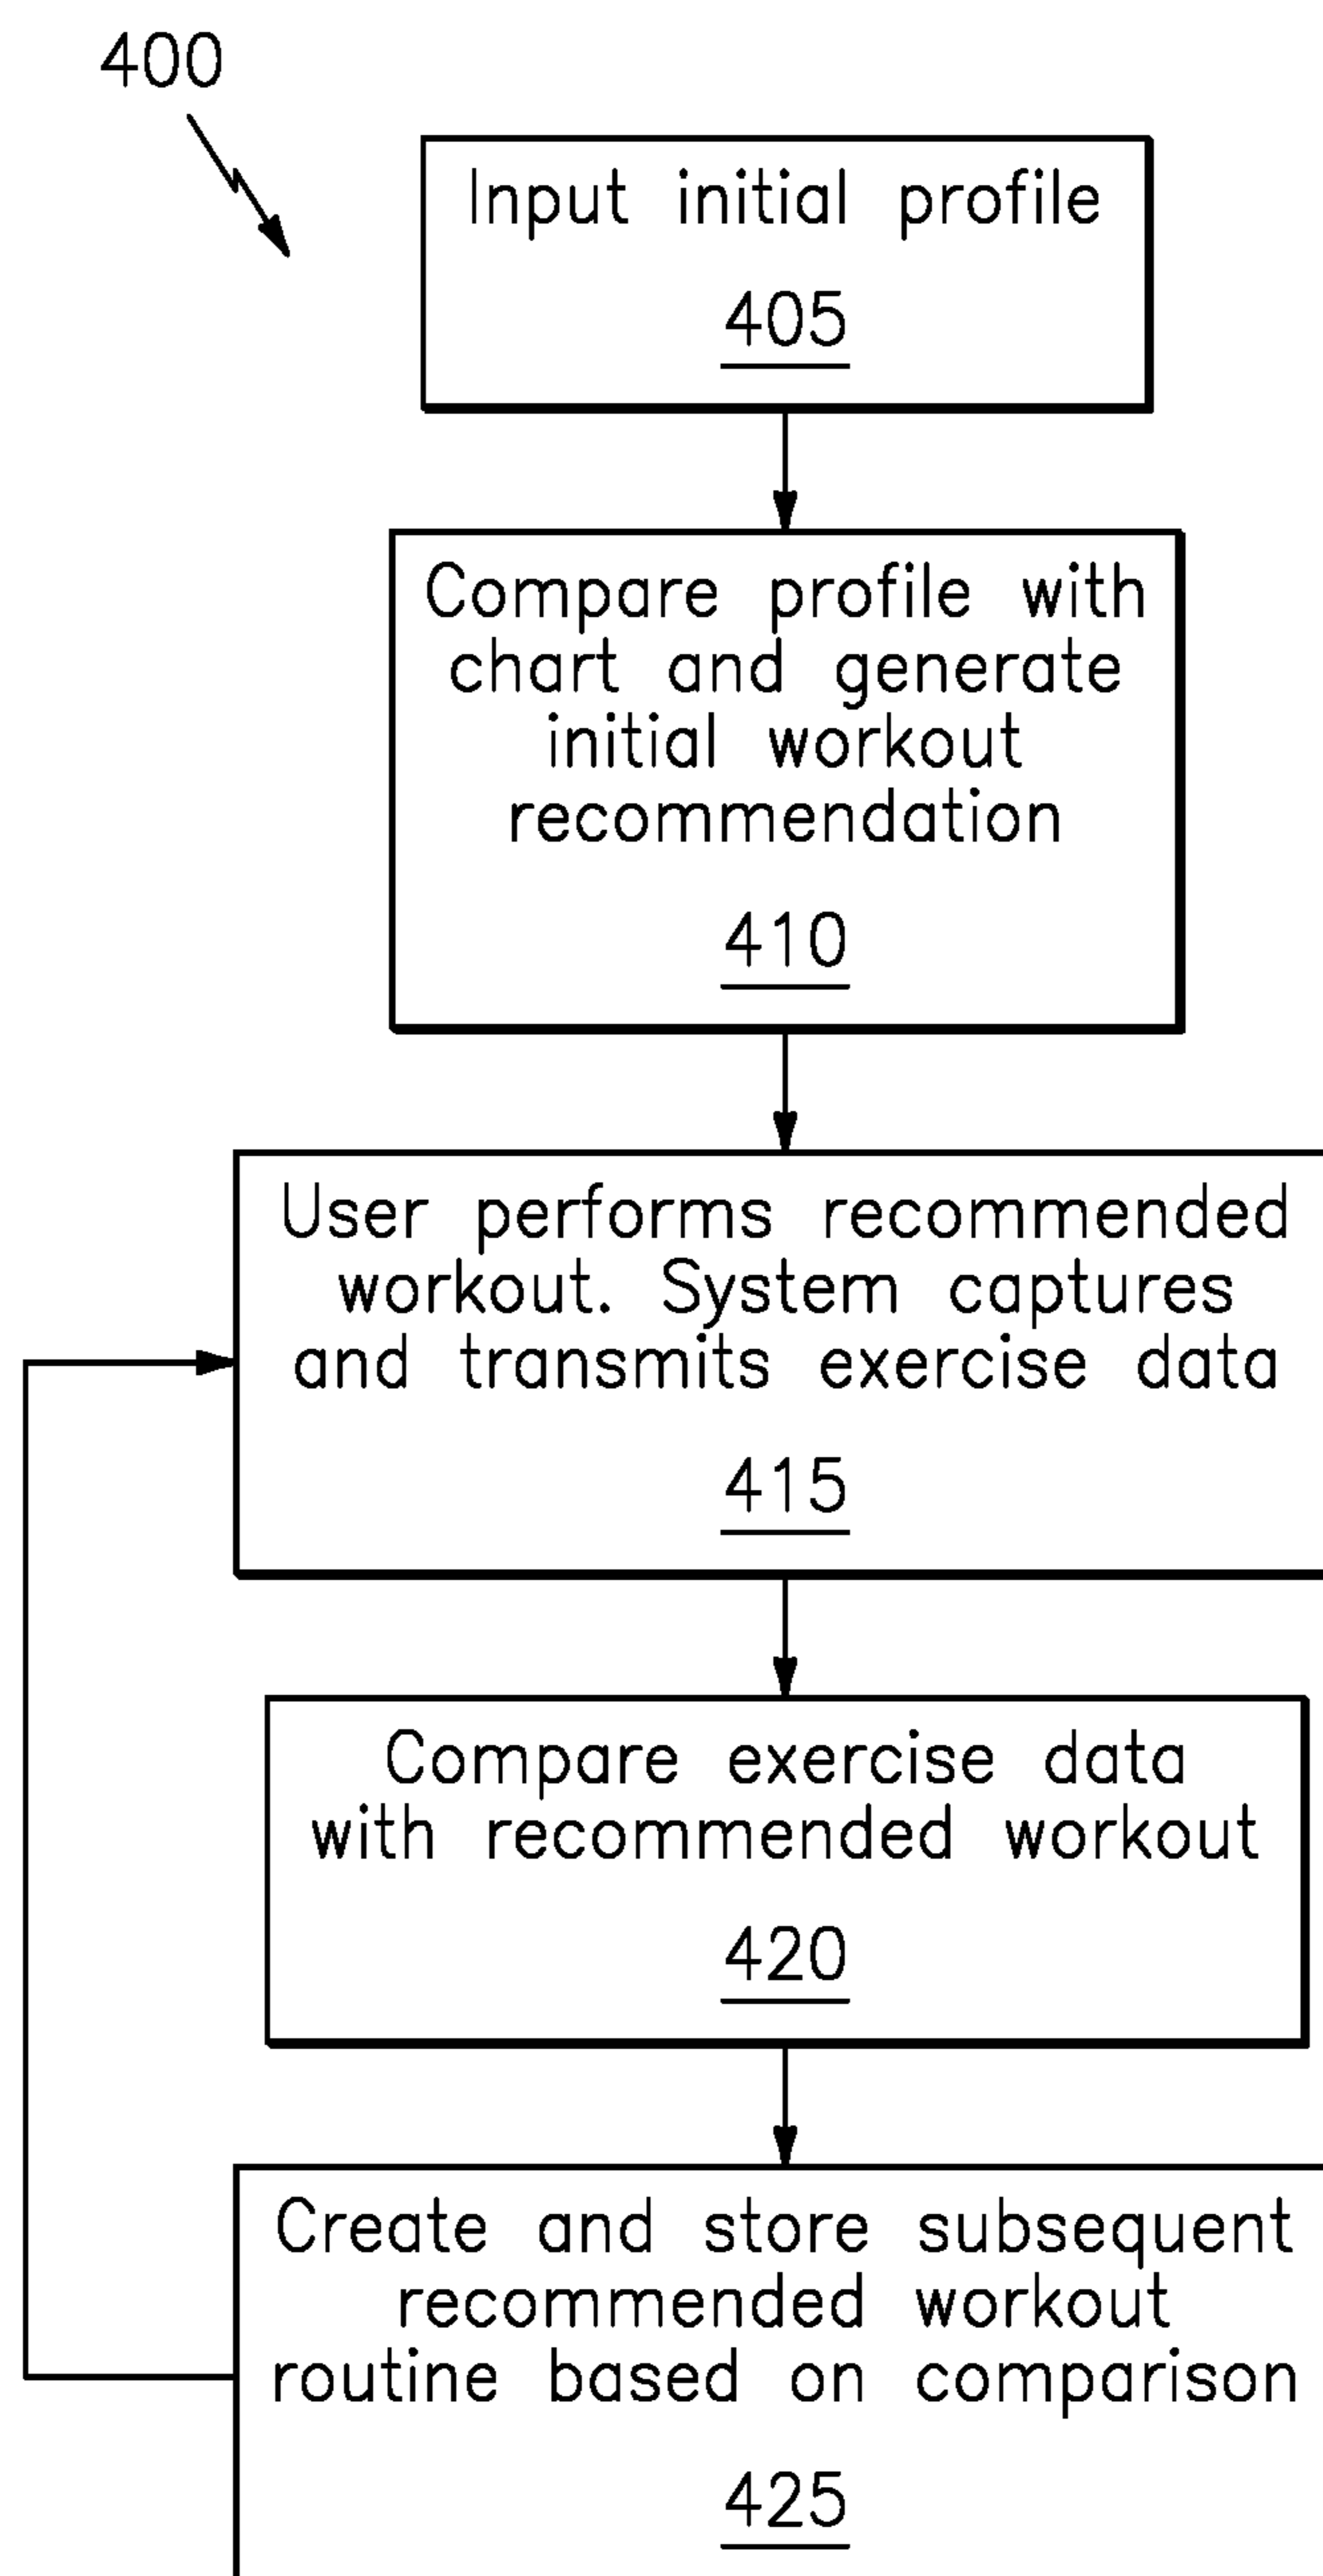 400
Input initial profile
405
Compare profile with
chart and generate
initial workout
recommendation
410
User performs recommended
workout. System captures
and transmits exercise data
415
Compare exercise data
with recommended workout
420
Create and store subsequent
recommended workout
routine based on comparison
425